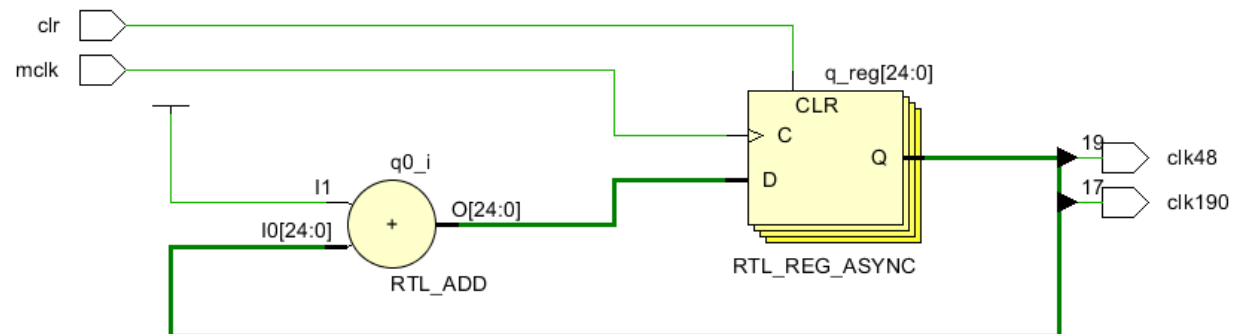 clr
mclk
q_reg[24:0]
CLR
C
D
Q
RTL_REG_ASYNC
19
clk48
17
clk190
q0_i
I1
I0[24:0]
+
O[24:0]
RTL_ADD